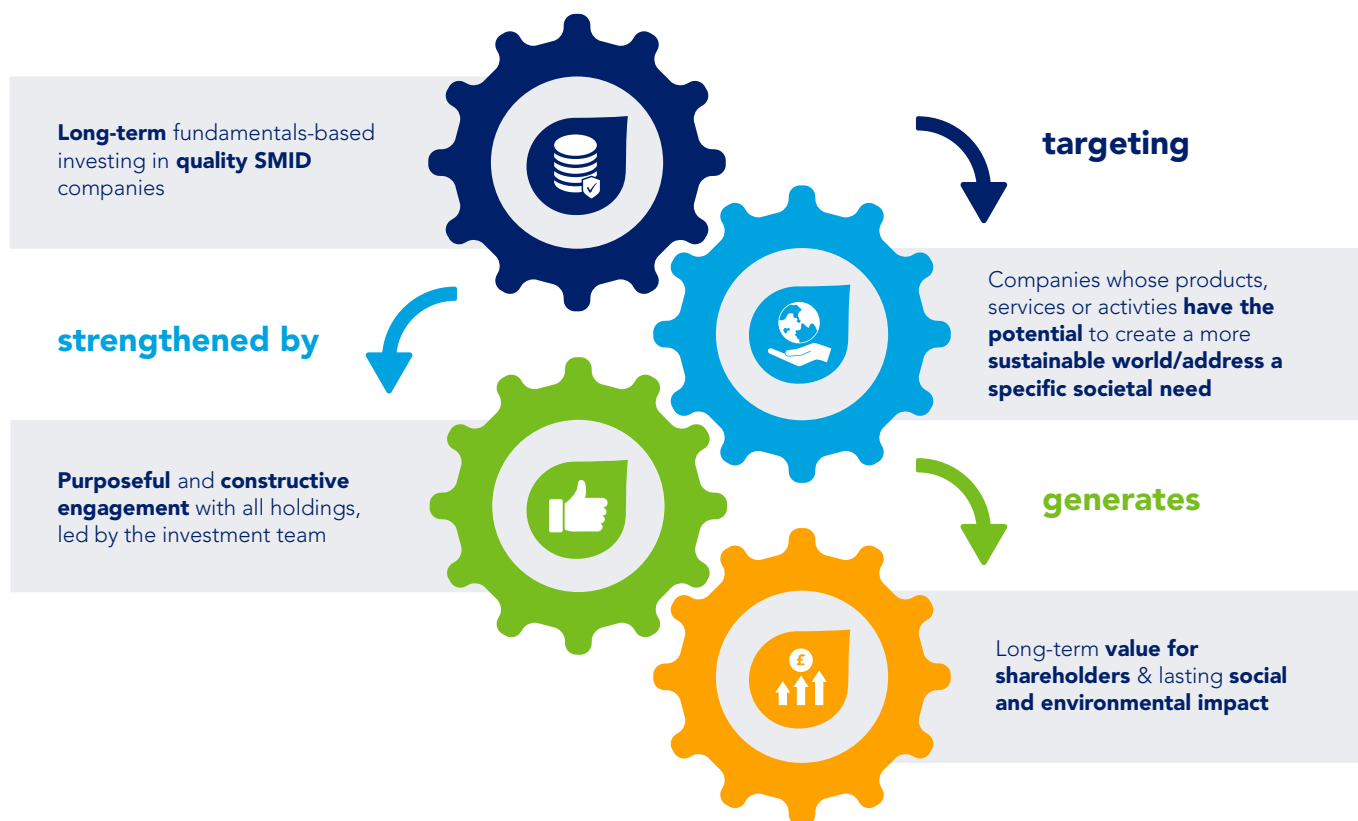 Long-term fundamentals-based
investing in quality SMID
companies
targeting
Companies whose products,
services or activties have the
potential to create a more
sustainable world/address a
specific societal need
strengthened by
Purposeful and constructive
engagement with all holdings,
led by the investment team
generates
£
Long-term value for
shareholders & lasting social
and environmental impact